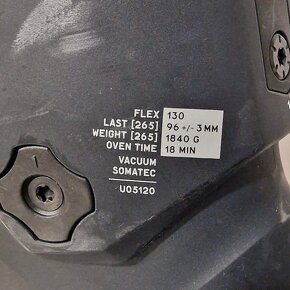 FLEX 130
LAST [265] 96 +/- 3 MM
WEIGHT [265] 1840 G
OVEN TIME 18 MIN
VACUUM
SOMATEC
U05120